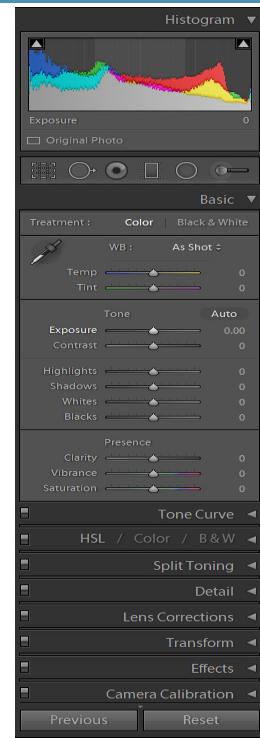 Histogram
Exposure 0
Original Photo
Basic
Treatment : Color Black & White
WB : As Shot
Temp 0
Tint 0
Tone Auto
Exposure 0.00
Contrast 0
Highlights 0
Shadows 0
Whites 0
Blacks 0
Presence
Clarity 0
Vibrance 0
Saturation 0
Tone Curve
HSL / Color / B & W
Split Toning
Detail
Lens Corrections
Transform
Effects
Camera Calibration
Previous Reset